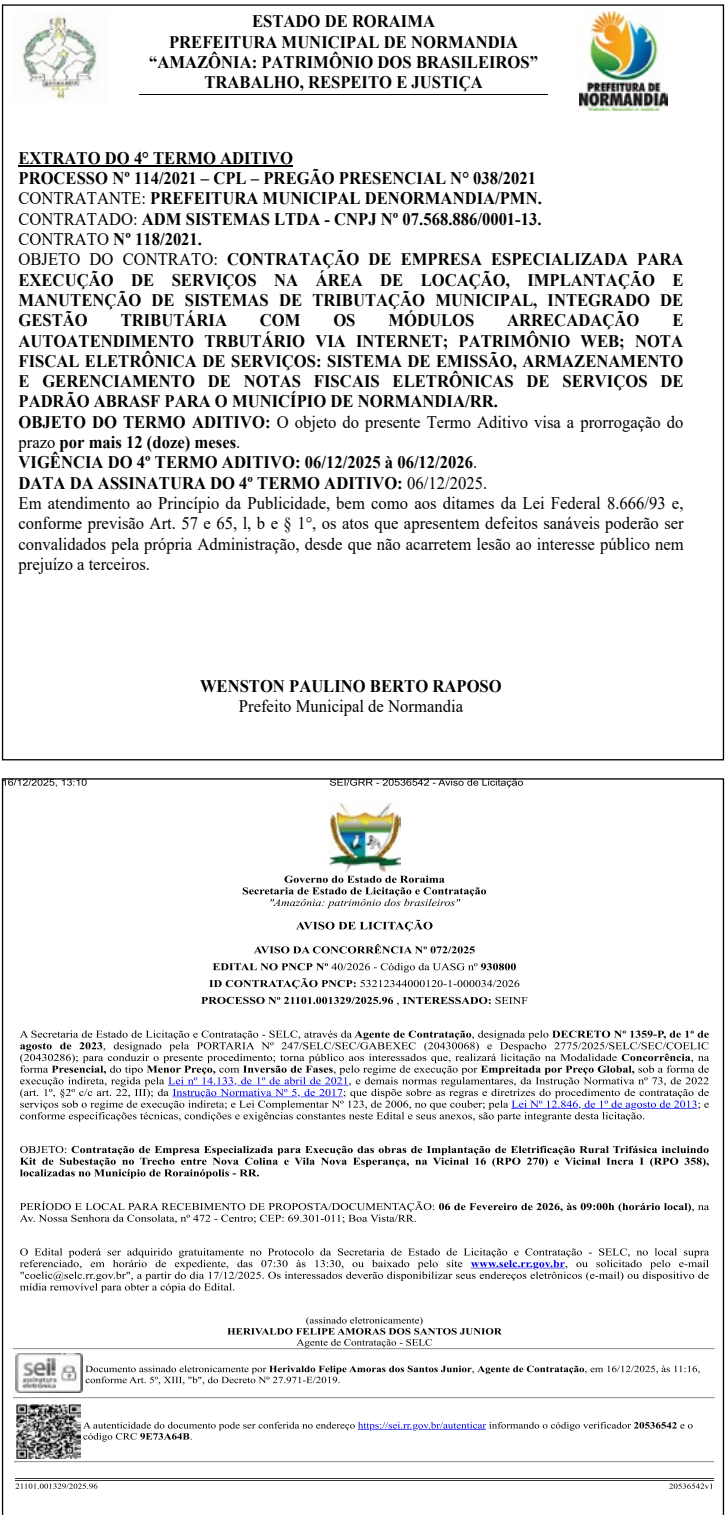 ESTADO DE RORAIMA
PREFEITURA MUNICIPAL DE NORMANDIA
“AMAZÔNIA: PATRIMÔNIO DOS BRASILEIROS”
TRABALHO, RESPEITO E JUSTIÇA
PREFEITURA DE
NORMANDIA
EXTRATO DO 4° TERMO ADITIVO
PROCESSO Nº 114/2021 – CPL – PREGÃO PRESENCIAL N° 038/2021
CONTRATANTE: PREFEITURA MUNICIPAL DENORMANDIA/PMN.
CONTRATADO: ADM SISTEMAS LTDA - CNPJ Nº 07.568.886/0001-13.
CONTRATO Nº 118/2021.
OBJETO DO CONTRATO: CONTRATAÇÃO DE EMPRESA ESPECIALIZADA PARA
EXECUÇÃO DE SERVIÇOS NA ÁREA DE LOCAÇÃO, IMPLANTAÇÃO E
MANUTENÇÃO DE SISTEMAS DE TRIBUTAÇÃO MUNICIPAL, INTEGRADO DE
GESTÃO TRIBUTÁRIA COM OS MÓDULOS ARRECADAÇÃO E
AUTOATENDIMENTO TRBUTÁRIO VIA INTERNET; PATRIMÔNIO WEB; NOTA
FISCAL ELETRÔNICA DE SERVIÇOS: SISTEMA DE EMISSÃO, ARMAZENAMENTO
E GERENCIAMENTO DE NOTAS FISCAIS ELETRÔNICAS DE SERVIÇOS DE
PADRÃO ABRASF PARA O MUNICÍPIO DE NORMANDIA/RR.
OBJETO DO TERMO ADITIVO: O objeto do presente Termo Aditivo visa a prorrogação do
prazo por mais 12 (doze) meses.
VIGÊNCIA DO 4º TERMO ADITIVO: 06/12/2025 à 06/12/2026.
DATA DA ASSINATURA DO 4º TERMO ADITIVO: 06/12/2025.
Em atendimento ao Princípio da Publicidade, bem como aos ditames da Lei Federal 8.666/93 e,
conforme previsão Art. 57 e 65, l, b e § 1°, os atos que apresentem defeitos sanáveis poderão ser
convalidados pela própria Administração, desde que não acarretem lesão ao interesse público nem
prejuízo a terceiros.
WENSTON PAULINO BERTO RAPOSO
Prefeito Municipal de Normandia
16/12/2025, 13:10 SEI/GRR - 20536542 - Aviso de Licitação
Governo do Estado de Roraima
Secretaria de Estado de Licitação e Contratação
"Amazônia: patrimônio dos brasileiros"
AVISO DE LICITAÇÃO
AVISO DA CONCORRÊNCIA Nº 072/2025
EDITAL NO PNCP Nº 40/2026 - Código da UASG nº 930800
ID CONTRATAÇÃO PNCP: 53212344000120-1-000034/2026
PROCESSO Nº 21101.001329/2025.96 , INTERESSADO: SEINF
A Secretaria de Estado de Licitação e Contratação - SELC, através da Agente de Contratação, designada pelo DECRETO Nº 1359-P, de 1º de
agosto de 2023, designado pela PORTARIA Nº 247/SELC/SEC/GABEXEC (20430068) e Despacho 2775/2025/SELC/SEC/COELIC
(20430286); para conduzir o presente procedimento; torna público aos interessados que, realizará licitação na Modalidade Concorrência, na
forma Presencial, do tipo Menor Preço, com Inversão de Fases, pelo regime de execução por Empreitada por Preço Global, sob a forma de
execução indireta, regida pela Lei nº 14.133, de 1º de abril de 2021, e demais normas regulamentares, da Instrução Normativa nº 73, de 2022
(art. 1º, §2º c/c art. 22, III); da Instrução Normativa Nº 5, de 2017; que dispõe sobre as regras e diretrizes do procedimento de contratação de
serviços sob o regime de execução indireta; e Lei Complementar Nº 123, de 2006, no que couber; pela Lei Nº 12.846, de 1º de agosto de 2013; e
conforme especificações técnicas, condições e exigências constantes neste Edital e seus anexos, são parte integrante desta licitação.
OBJETO: Contratação de Empresa Especializada para Execução das obras de Implantação de Eletrificação Rural Trifásica incluindo
Kit de Subestação no Trecho entre Nova Colina e Vila Nova Esperança, na Vicinal 16 (RPO 270) e Vicinal Incra I (RPO 358),
localizadas no Município de Rorainópolis - RR.
PERÍODO E LOCAL PARA RECEBIMENTO DE PROPOSTA/DOCUMENTAÇÃO: 06 de Fevereiro de 2026, às 09:00h (horário local), na
Av. Nossa Senhora da Consolata, nº 472 - Centro; CEP: 69.301-011; Boa Vista/RR.
O Edital poderá ser adquirido gratuitamente no Protocolo da Secretaria de Estado de Licitação e Contratação - SELC, no local supra
referenciado, em horário de expediente, das 07:30 às 13:30, ou baixado pelo site www.selc.rr.gov.br, ou solicitado pelo e-mail
"coelic@selc.rr.gov.br", a partir do dia 17/12/2025. Os interessados deverão disponibilizar seus endereços eletrônicos (e-mail) ou dispositivo de
mídia removível para obter a cópia do Edital.
(assinado eletronicamente)
HERIVALDO FELIPE AMORAS DOS SANTOS JUNIOR
Agente de Contratação - SELC
sei!
assinatura
eletrônica
Documento assinado eletronicamente por Herivaldo Felipe Amoras dos Santos Junior, Agente de Contratação, em 16/12/2025, às 11:16,
conforme Art. 5º, XIII, "b", do Decreto Nº 27.971-E/2019.
A autenticidade do documento pode ser conferida no endereço https://sei.rr.gov.br/autenticar informando o código verificador 20536542 e o
código CRC 9E73A64B.
21101.001329/2025.96 20536542v1